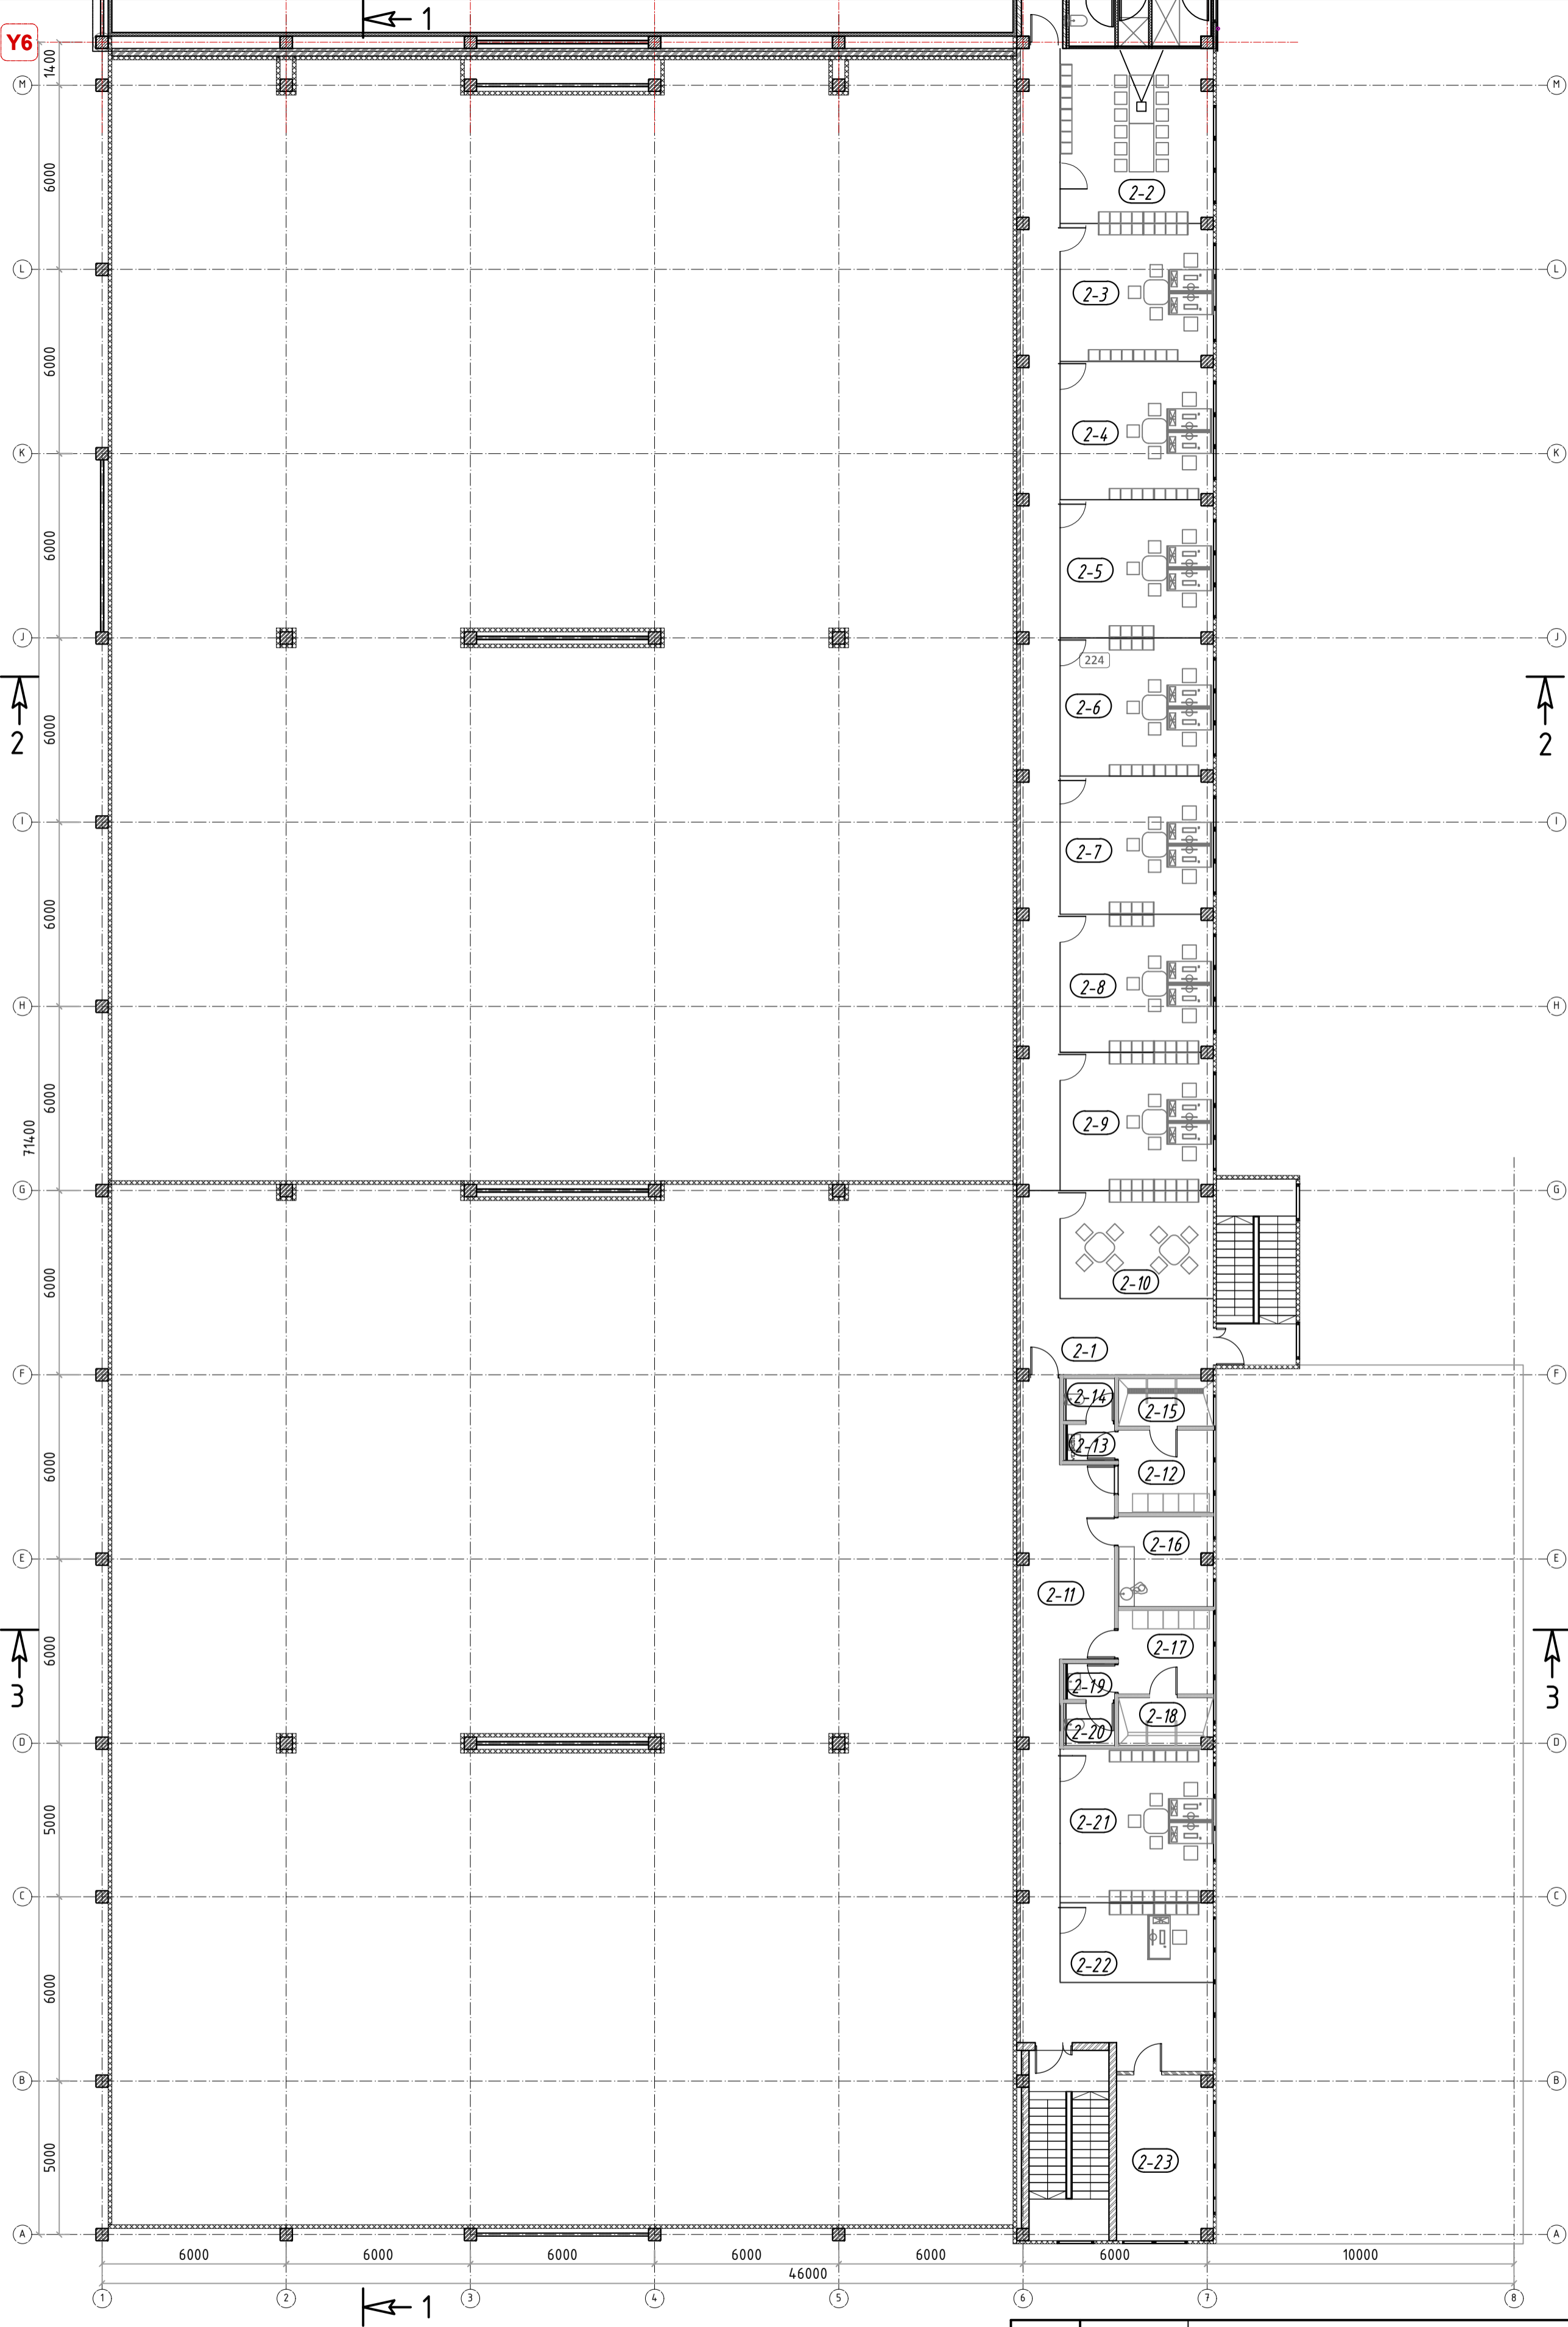 1
Y6
1400
M
M
6000
2-2
L
L
2-3
6000
2-4
K
K
6000
2-5
J
J
224
2-6
2
2
6000
I
I
2-7
6000
2-8
H
H
6000
2-9
71400
G
G
6000
2-10
2-1
F
F
2-14
2-15
2-13
6000
2-12
2-16
E
E
2-11
3
3
6000
2-17
2-19
2-18
2-20
D
D
5000
2-21
C
C
2-22
6000
B
B
5000
2-23
A
A
6000
6000
6000
6000
6000
6000
10000
46000
1
2
3
4
5
6
7
8
1